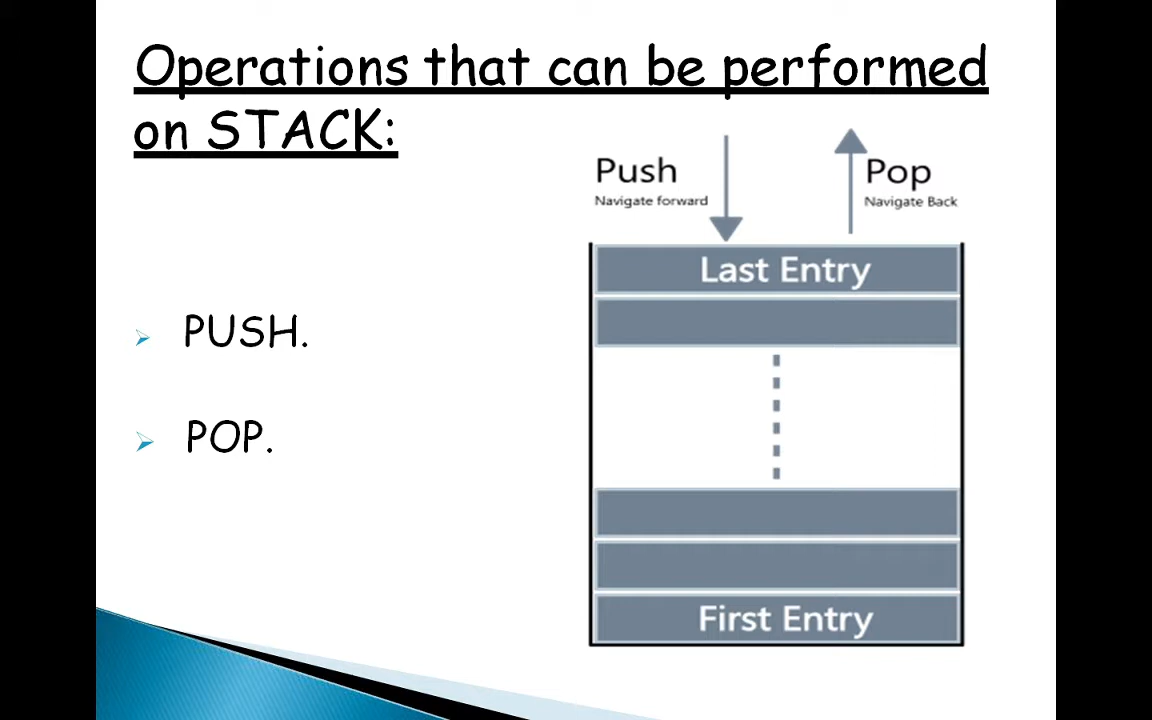 Operations that can be performed
on STACK:
Push
Navigate forward
Pop
Navigate Back
Last Entry
PUSH.
POP.
First Entry